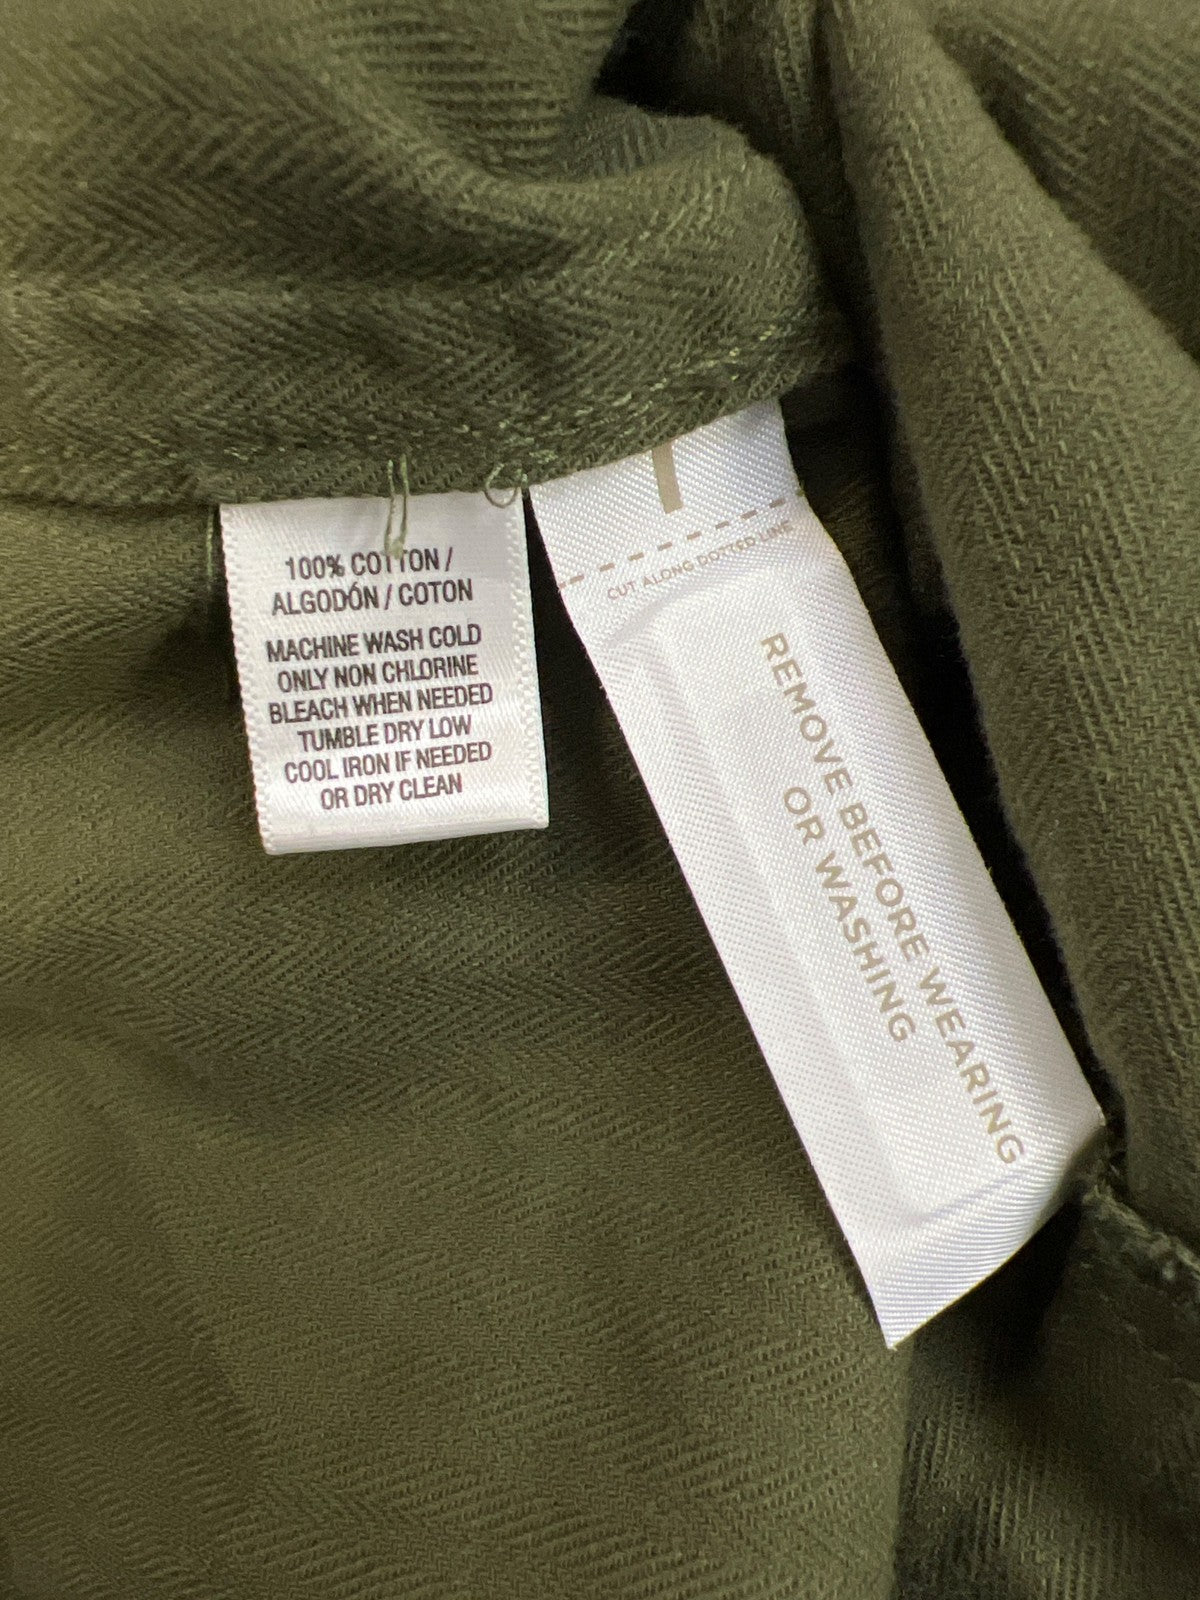 100% COTTON /
ALGODÓN / COTON
MACHINE WASH COLD
ONLY NON CHLORINE
BLEACH WHEN NEEDED
TUMBLE DRY LOW
COOL IRON IF NEEDED
OR DRY CLEAN
CUT ALONG DOTTED LINE
REMOVE BEFORE WEARING
OR WASHING